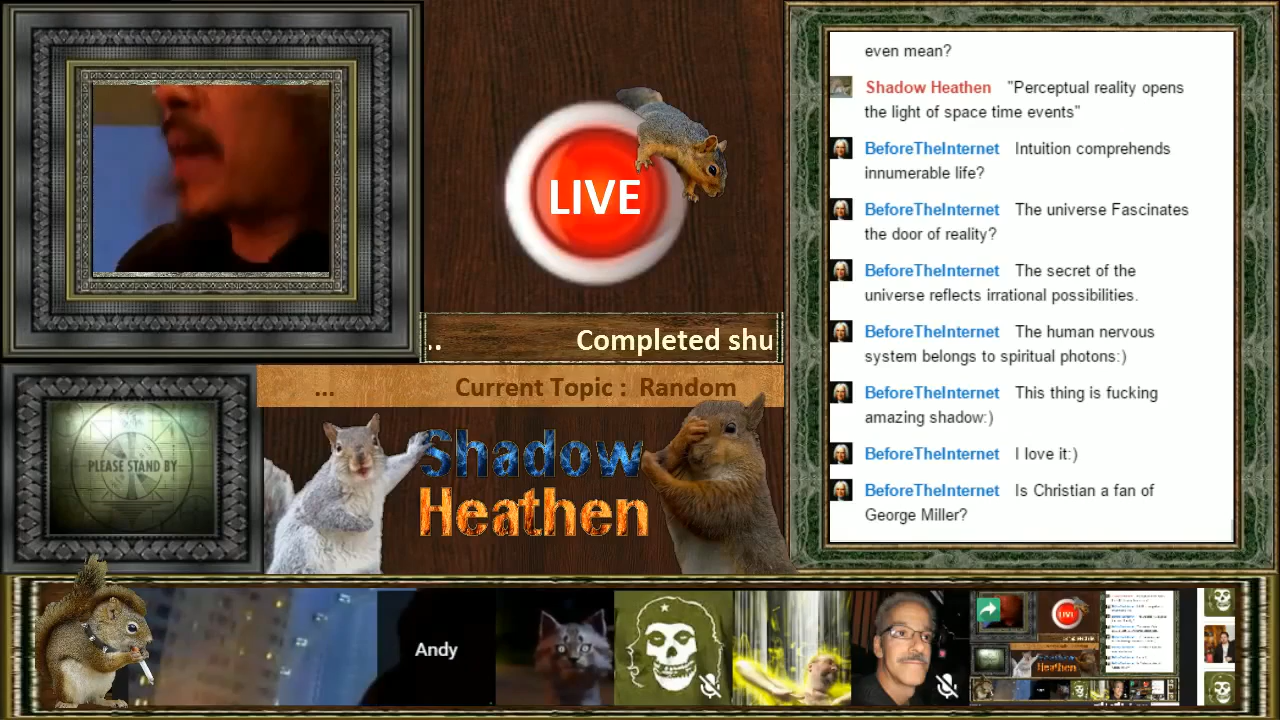 even mean?
Shadow Heathen "Perceptual reality opens
the light of space time events"
BeforeTheInternet Intuition comprehends
innumerable life?
BeforeTheInternet The universe Fascinates
the door of reality?
BeforeTheInternet The secret of the
universe reflects irrational possibilities.
BeforeTheInternet The human nervous
system belongs to spiritual photons:)
BeforeTheInternet This thing is fucking
amazing shadow:)
BeforeTheInternet I love it:)
BeforeTheInternet Is Christian a fan of
George Miller?
LIVE
.. Completed shu
... Current Topic : Random
PLEASE STAND BY
Shadow
Heathen
Andy
LIVE
Heathen